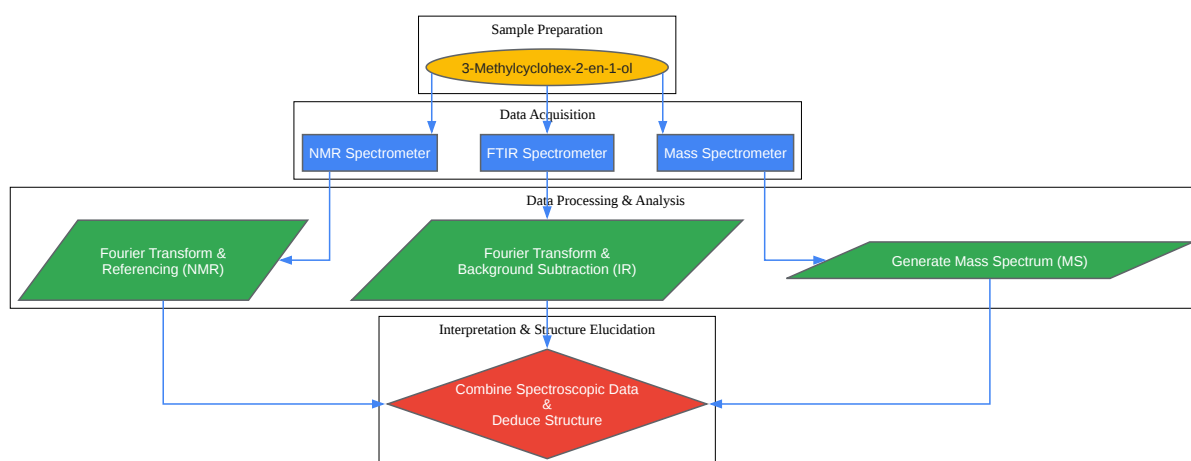 Sample Preparation
3-Methylcyclohex-2-en-1-ol
Data Acquisition
NMR Spectrometer
FTIR Spectrometer
Mass Spectrometer
Data Processing & Analysis
Fourier Transform &
Referencing (NMR)
Fourier Transform &
Background Subtraction (IR)
Generate Mass Spectrum (MS)
Interpretation & Structure Elucidation
Combine Spectroscopic Data
&
Deduce Structure